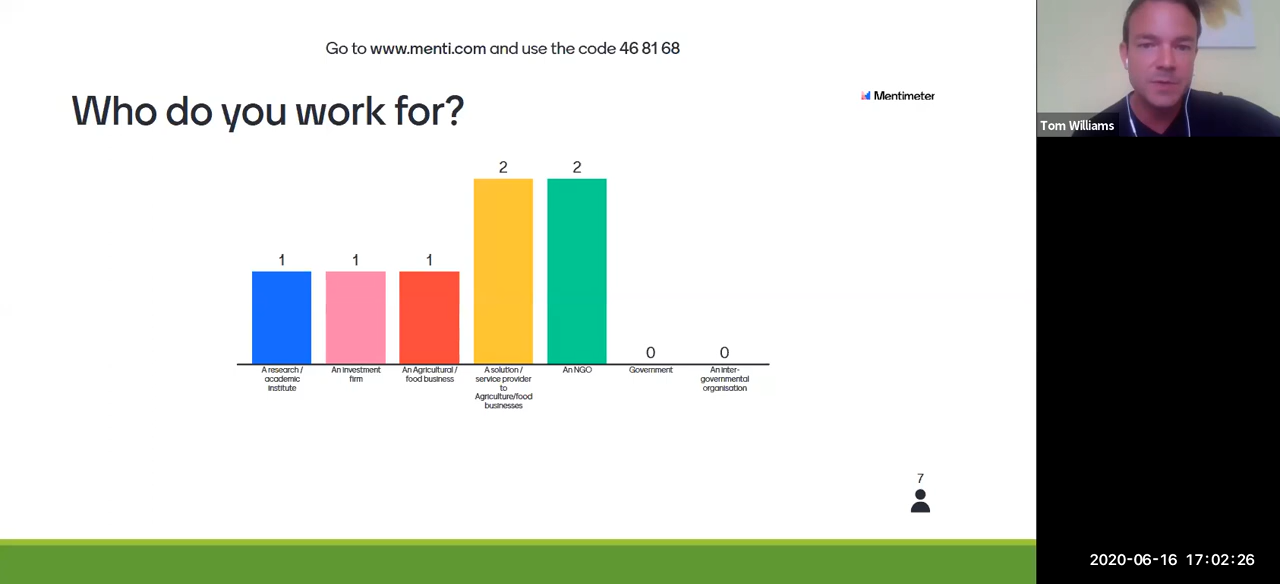 Go to www.menti.com and use the code 46 81 68
Who do you work for?
Mentimeter
Tom Williams
2
2
1
1
1
0
0
A research /
academic
institute
An investment
firm
An Agricultural /
food business
A solution /
service provider
to
Agriculture/food
businesses
An NGO
Government
An inter-
governmental
organisation
7
2020-06-16 17:02:26